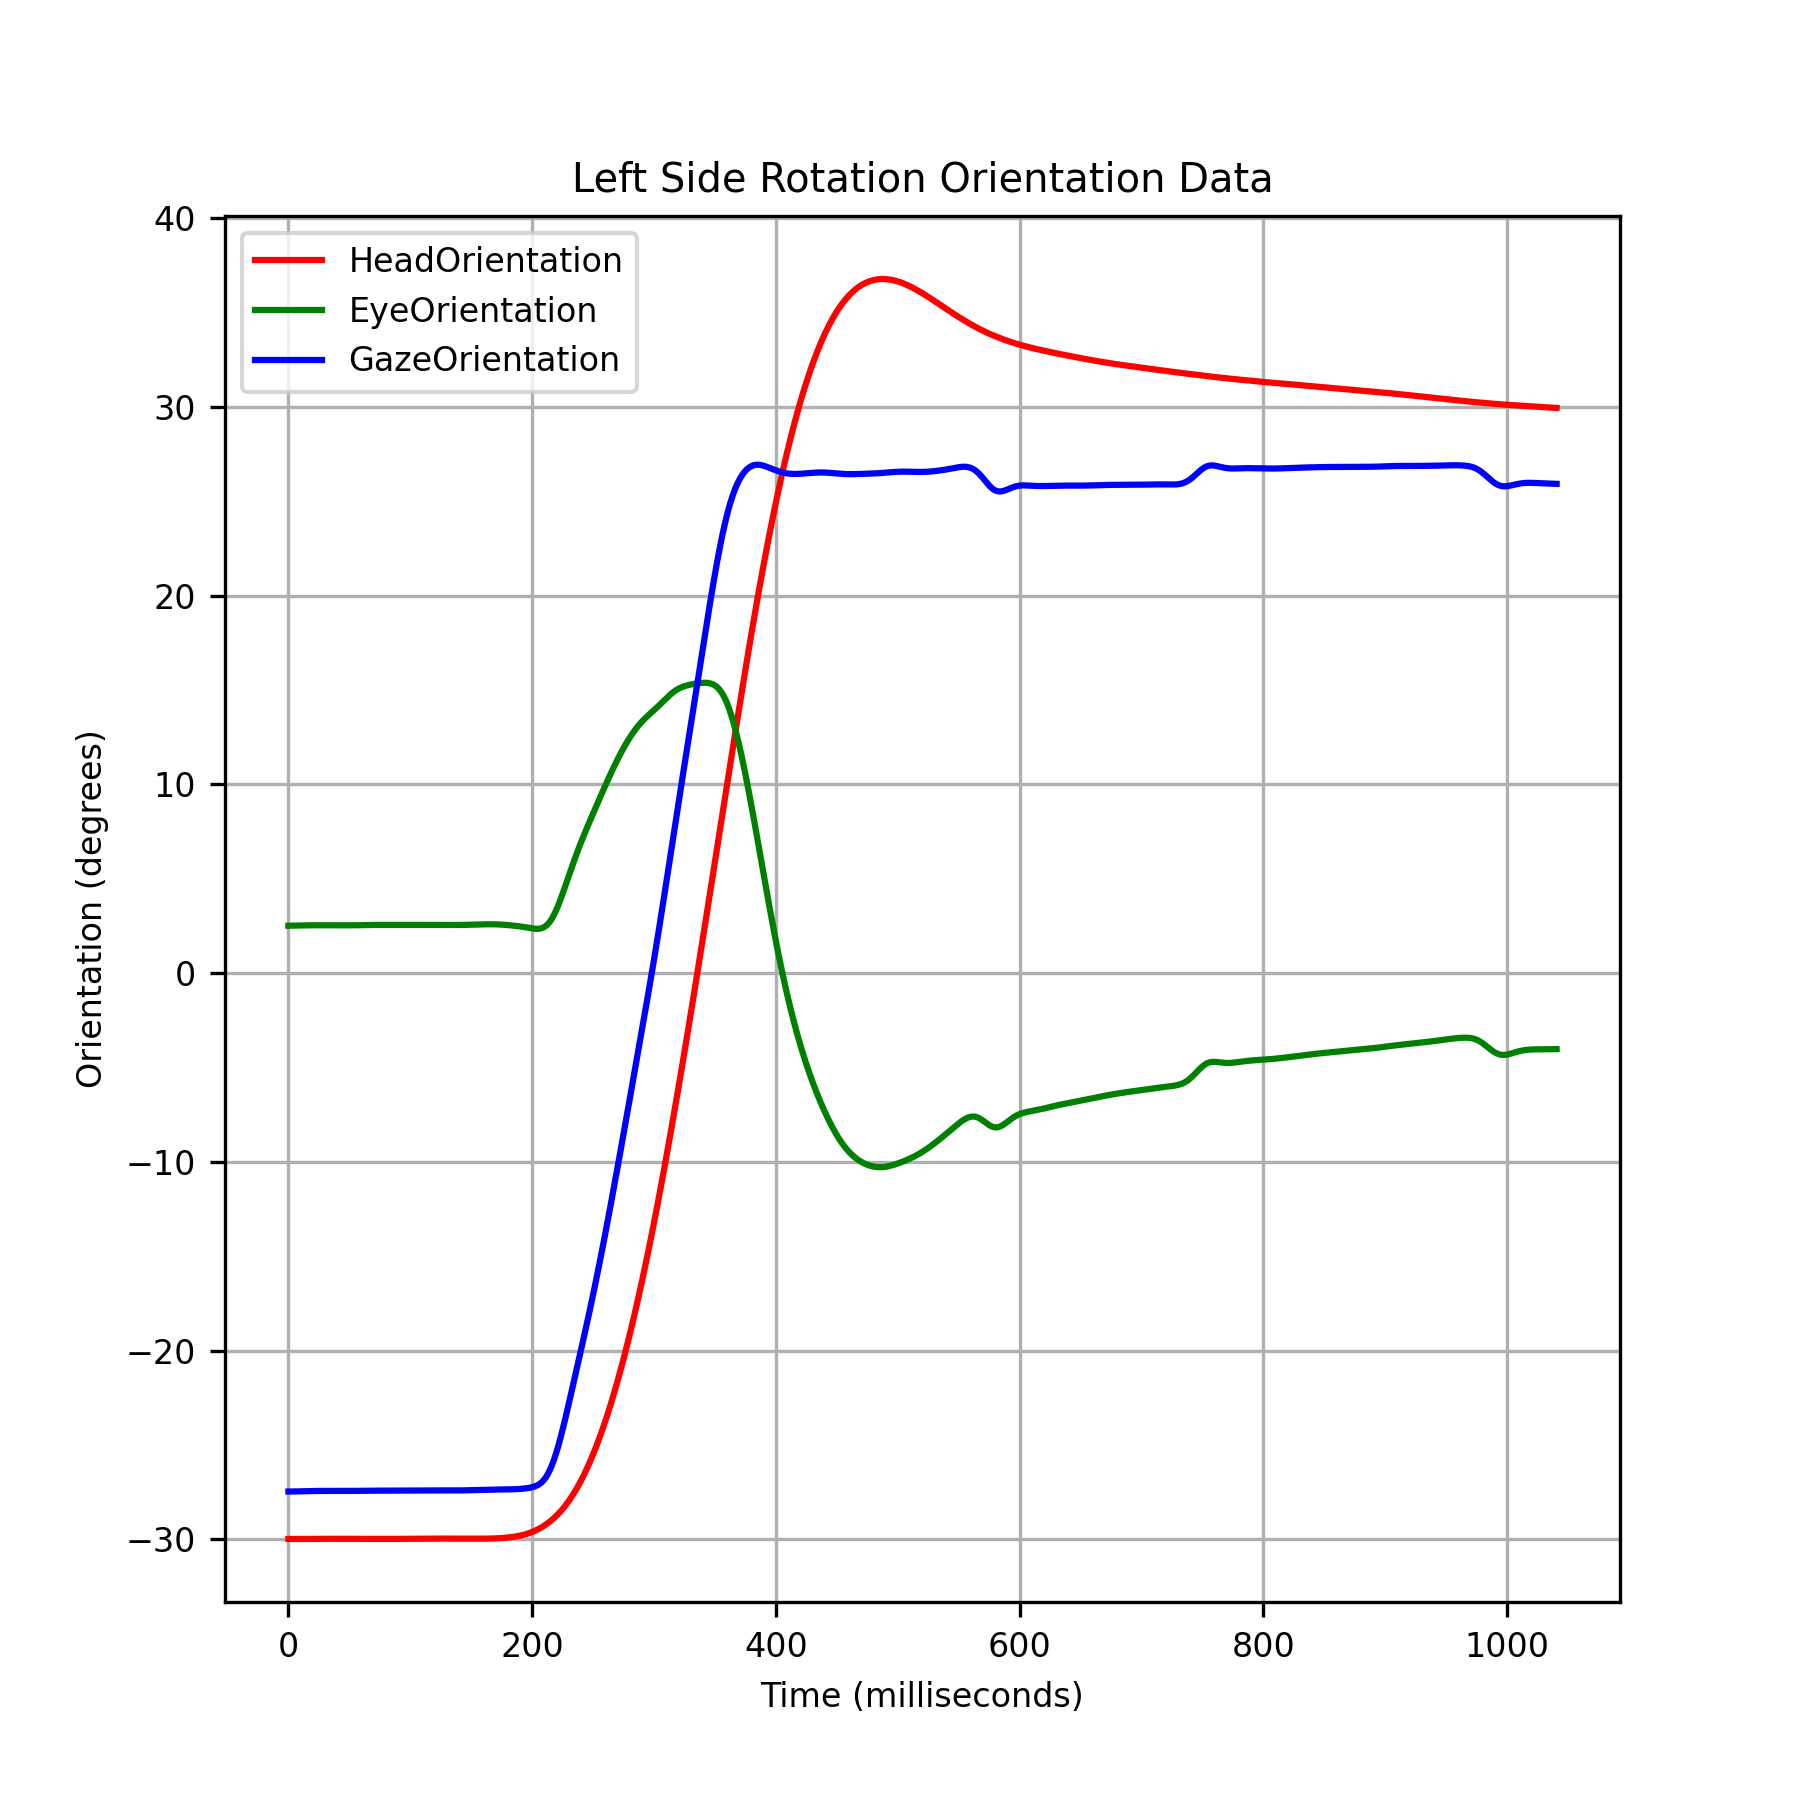 Left Side Rotation Orientation Data
HeadOrientation
EyeOrientation
GazeOrientation
Orientation (degrees)
40
30
20
10
0
−10
−20
−30
0 200 400 600 800 1000
Time (milliseconds)